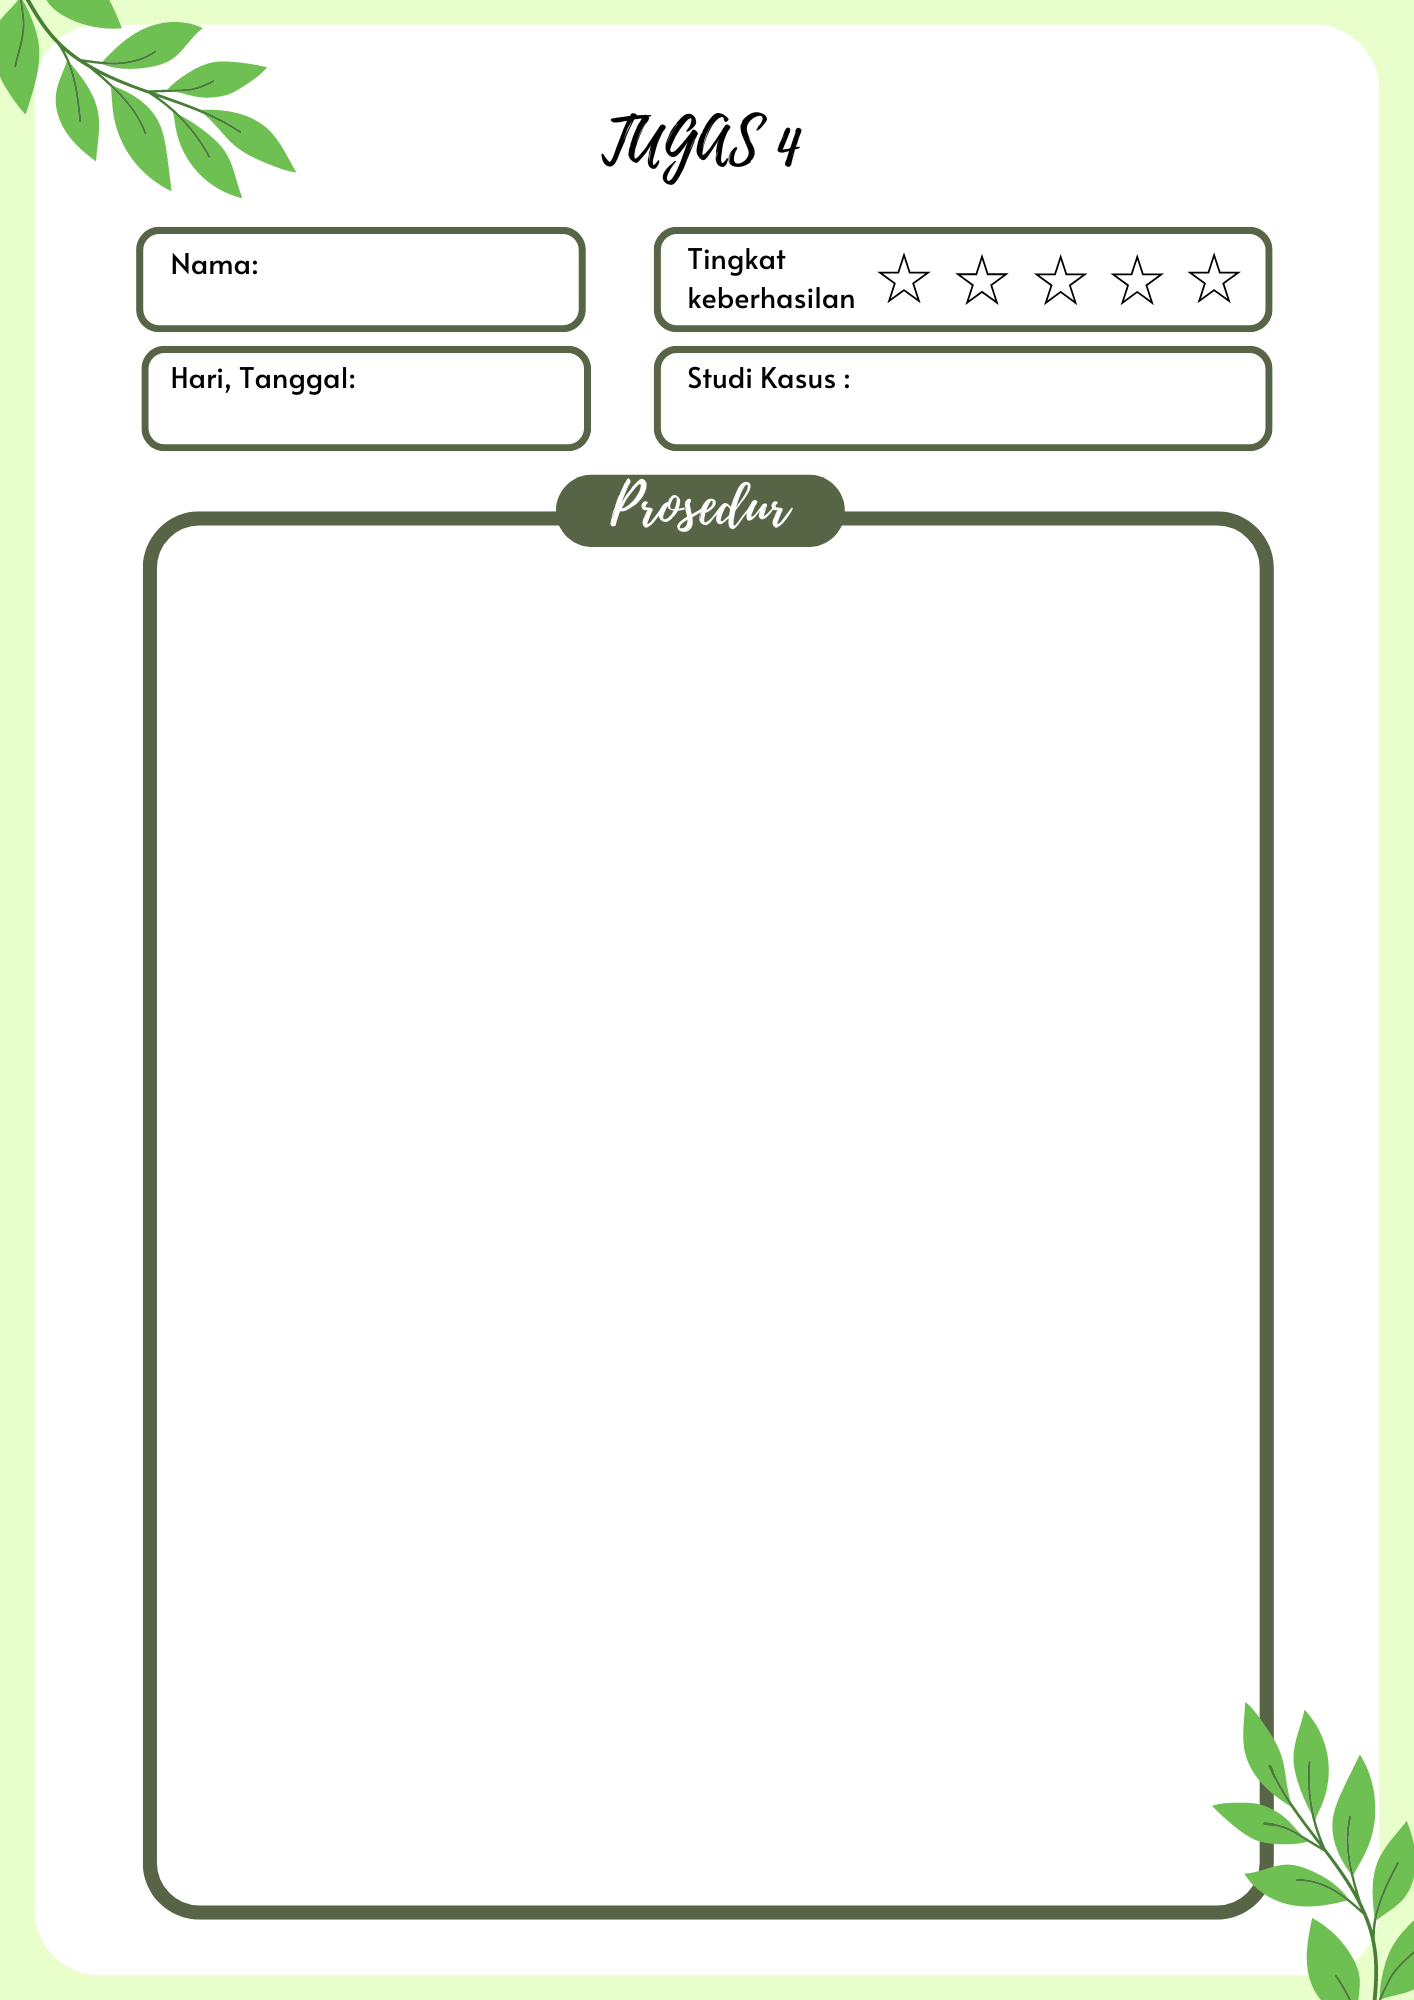 TUGAS 4
Nama:
Tingkat
keberhasilan
Hari, Tanggal:
Studi Kasus :
Prosedur